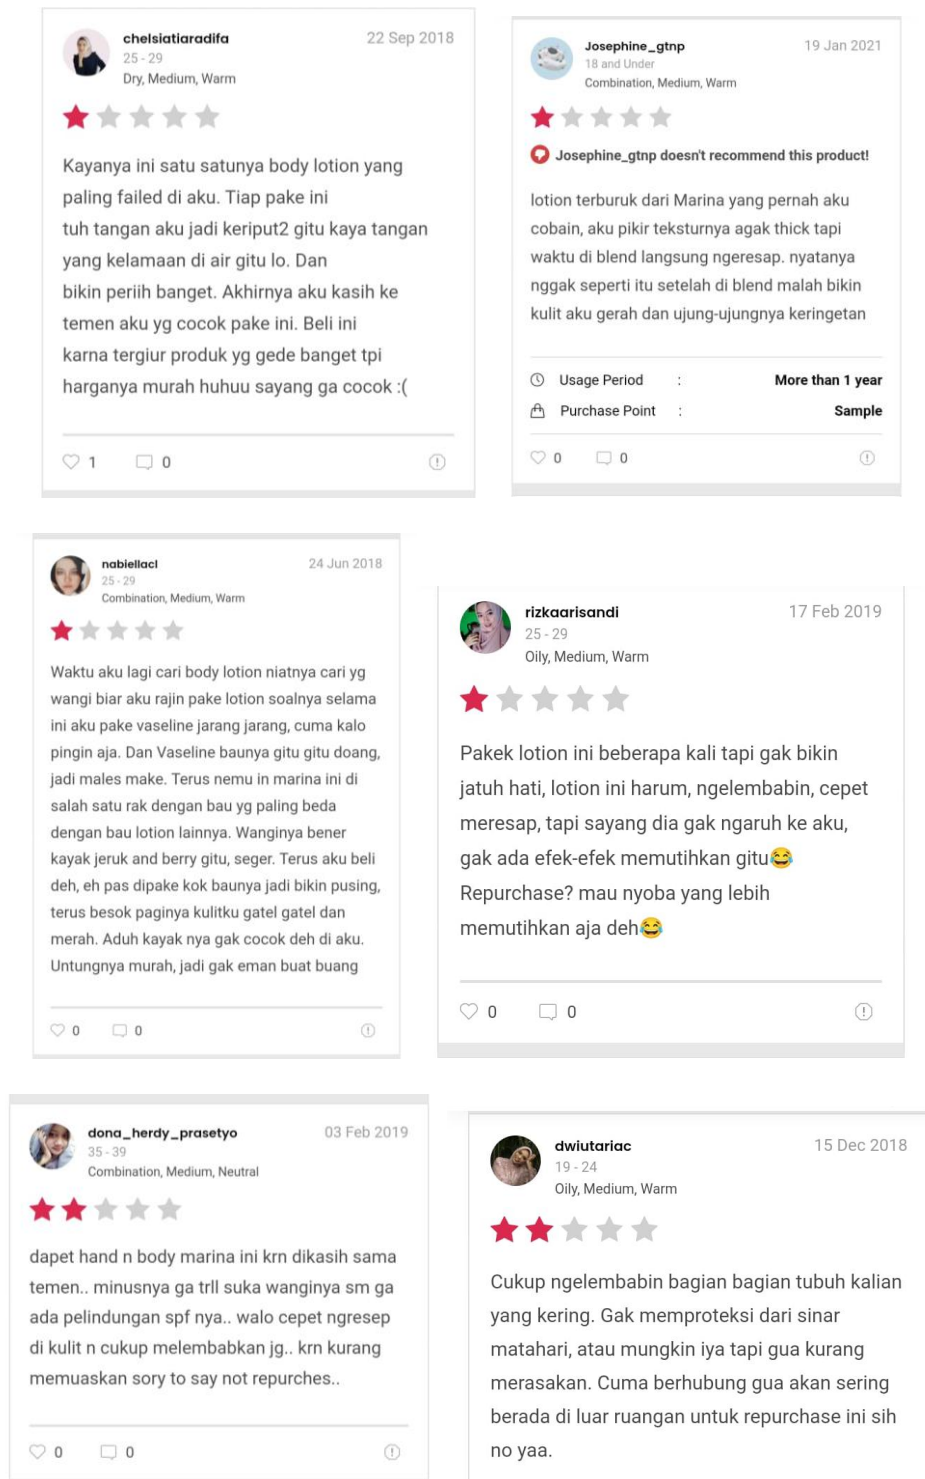 chelsiatiaradifa
22 Sep 2018
25 - 29
Dry, Medium, Warm
Kayanya ini satu satunya body lotion yang
paling failed di aku. Tiap pake ini
tuh tangan aku jadi keriput2 gitu kaya tangan
yang kelamaan di air gitu lo. Dan
bikin periih banget. Akhirnya aku kasih ke
temen aku yg cocok pake ini. Beli ini
karna tergiur produk yg gede banget tpi
harganya murah huhuu sayang ga cocok :(
1 0
Josephine_gtnp
19 Jan 2021
18 and Under
Combination, Medium, Warm
Josephine_gtnp doesn't recommend this product!
lotion terburuk dari Marina yang pernah aku
cobain, aku pikir teksturnya agak thick tapi
waktu di blend langsung ngeresap. nyatanya
nggak seperti itu setelah di blend malah bikin
kulit aku gerah dan ujung-ujungnya keringetan
Usage Period : More than 1 year
Purchase Point : Sample
0 0
nabiellacl
24 Jun 2018
25 - 29
Combination, Medium, Warm
Waktu aku lagi cari body lotion niatnya cari yg
wangi biar aku rajin pake lotion soalnya selama
ini aku pake vaseline jarang jarang, cuma kalo
pingin aja. Dan Vaseline baunya gitu gitu doang,
jadi males make. Terus nemu in marina ini di
salah satu rak dengan bau yg paling beda
dengan bau lotion lainnya. Wanginya bener
kayak jeruk and berry gitu, seger. Terus aku beli
deh, eh pas dipake kok baunya jadi bikin pusing,
terus besok paginya kulitku gatel gatel dan
merah. Aduh kayak nya gak cocok deh di aku.
Untungnya murah, jadi gak eman buat buang
0 0
rizkaarisandi
17 Feb 2019
25 - 29
Oily, Medium, Warm
Pakek lotion ini beberapa kali tapi gak bikin
jatuh hati, lotion ini harum, ngelembabin, cepet
meresap, tapi sayang dia gak ngaruh ke aku,
gak ada efek-efek memutihkan gitu😂
Repurchase? mau nyoba yang lebih
memutihkan aja deh😂
0 0
dona_herdy_prasetyo
03 Feb 2019
35 - 39
Combination, Medium, Neutral
dapet hand n body marina ini krn dikasih sama
temen.. minusnya ga trll suka wanginya sm ga
ada pelindungan spf nya.. walo cepet ngresep
di kulit n cukup melembabkan jg.. krn kurang
memuaskan sory to say not repurches..
0 0
dwiutariac
15 Dec 2018
19 - 24
Oily, Medium, Warm
Cukup ngelembabin bagian bagian tubuh kalian
yang kering. Gak memproteksi dari sinar
matahari, atau mungkin iya tapi gua kurang
merasakan. Cuma berhubung gua akan sering
berada di luar ruangan untuk repurchase ini sih
no yaa.